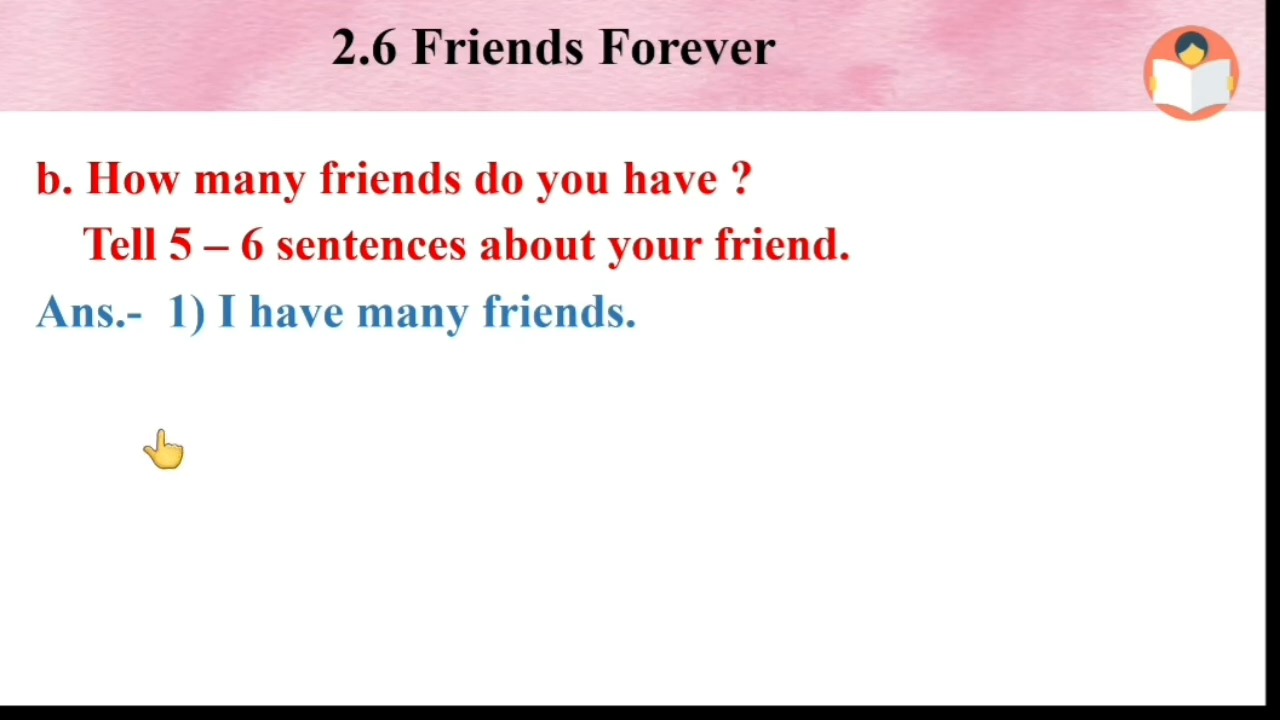 2.6 Friends Forever
b. How many friends do you have ?
Tell 5 – 6 sentences about your friend.
Ans.- 1) I have many friends.